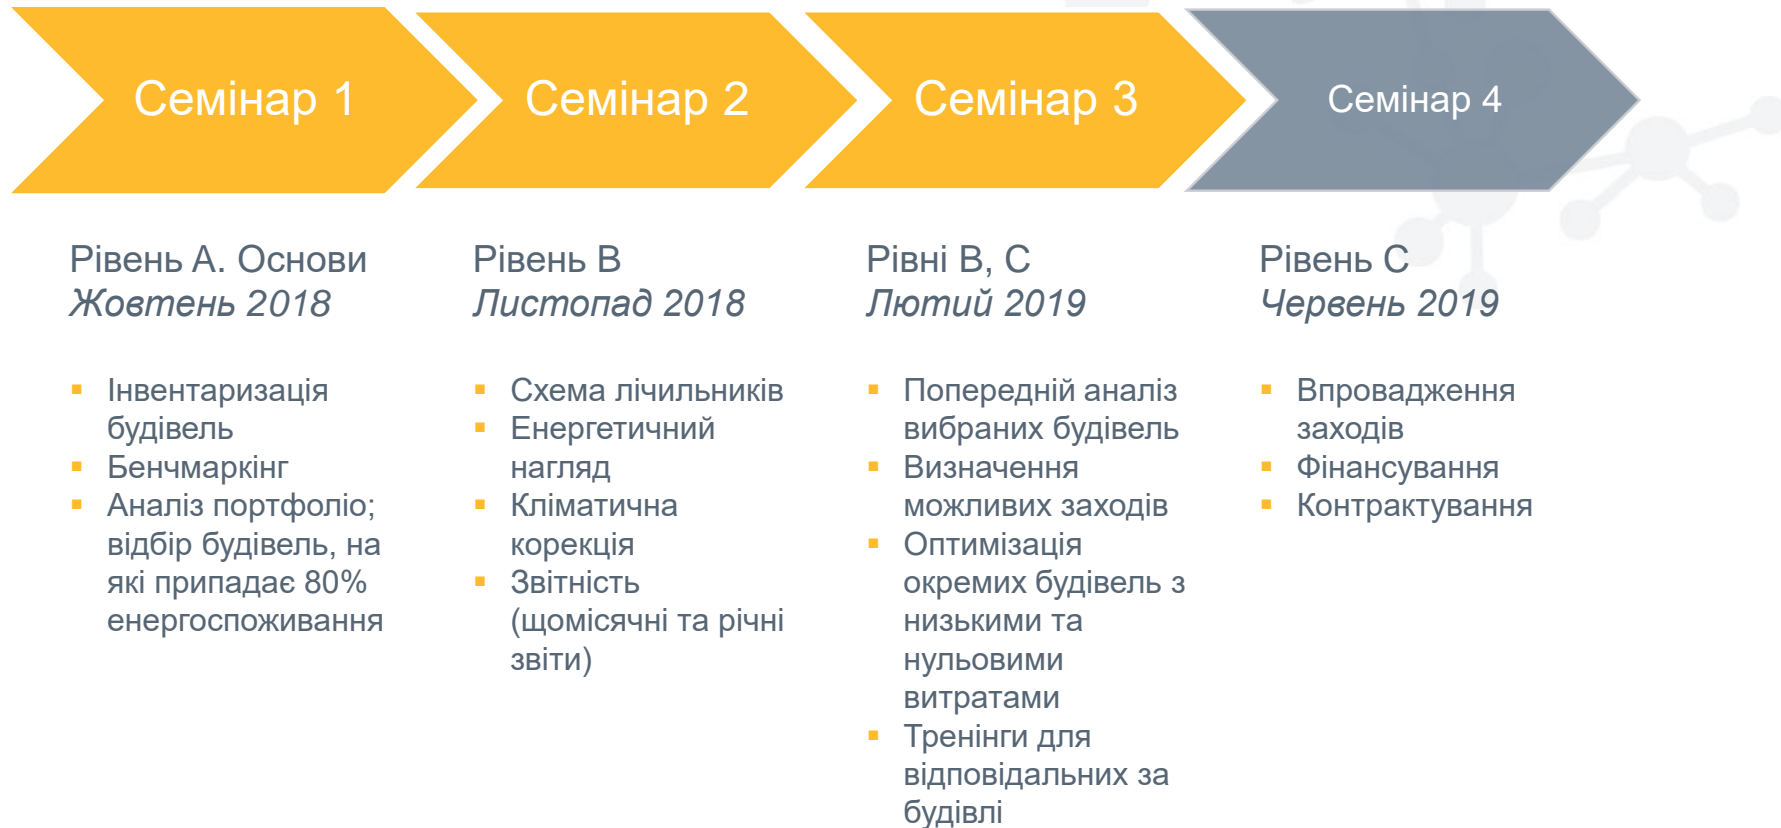 Семінар 1
Семінар 2
Семінар 3
Семінар 4
Рівень А. Основи
Жовтень 2018
▪ Інвентаризація
будівель
▪ Бенчмаркінг
▪ Аналіз портфоліо;
відбір будівель, на
які припадає 80%
енергоспоживання
Рівень В
Листопад 2018
▪ Схема лічильників
▪ Енергетичний
нагляд
▪ Кліматична
корекція
▪ Звітність
(щомісячні та річні
звіти)
Рівні В, С
Лютий 2019
▪ Попередній аналіз
вибраних будівель
▪ Визначення
можливих заходів
▪ Оптимізація
окремих будівель з
низькими та
нульовими
витратами
▪ Тренінги для
відповідальних за
будівлі
Рівень С
Червень 2019
▪ Впровадження
заходів
▪ Фінансування
▪ Контрактування